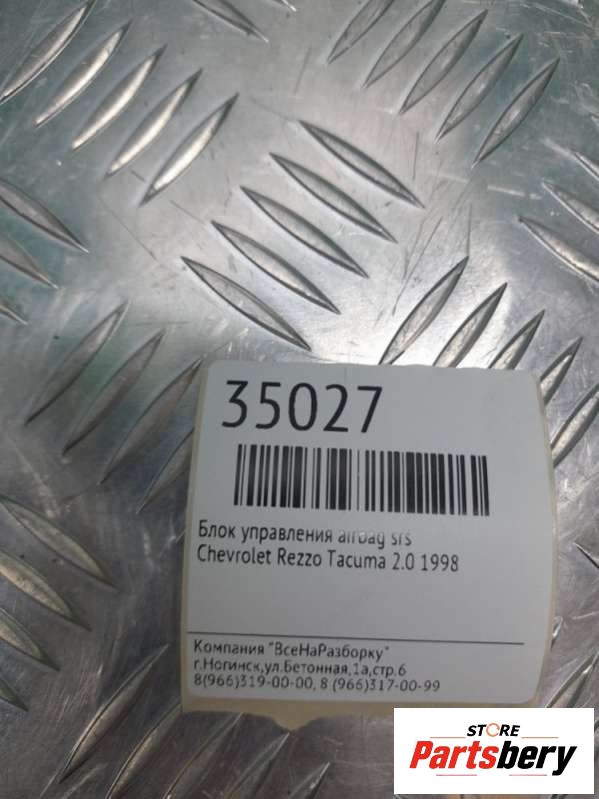 35027
Блок управления airbag srs
Chevrolet Rezzo Tacuma 2.0 1998
Компания "ВсеНаРазборку"
г.Ногинск,ул.Бетонная,1а,стр.6
8(966)319-00-00, 8 (966)317-00-99
STORE
Partsbery